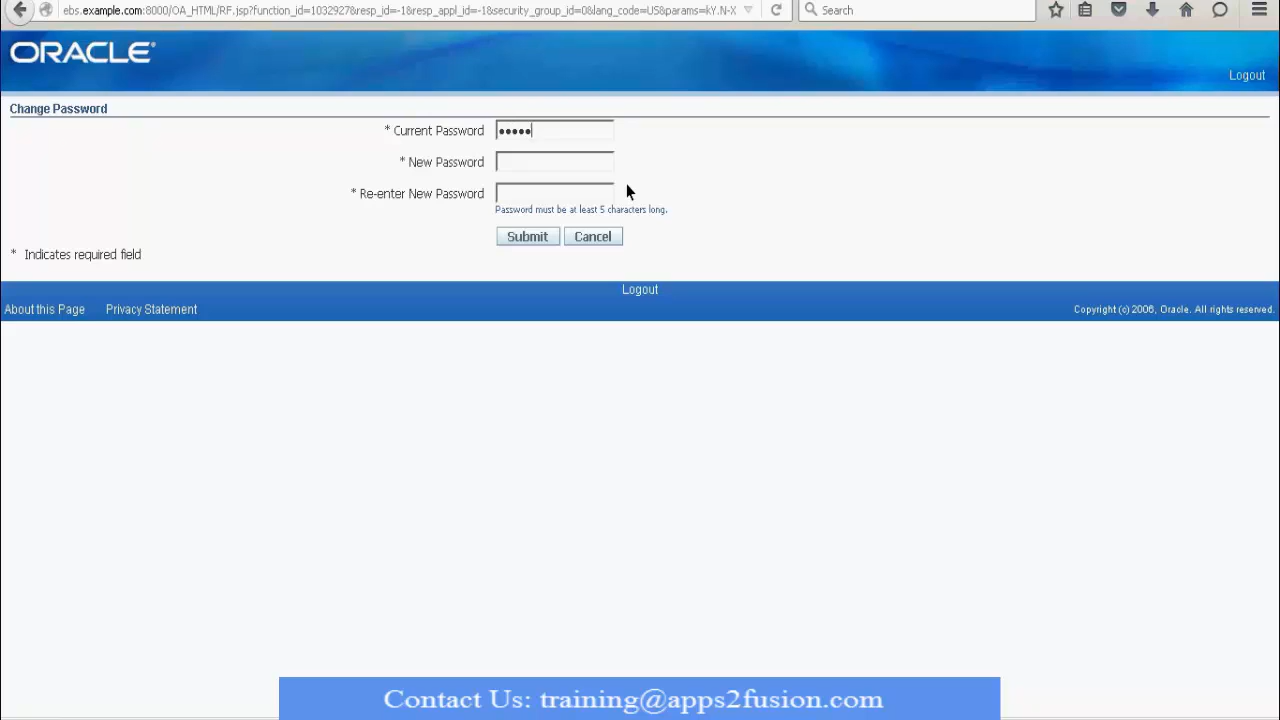 ebs.example.com:8000/OA_HTML/RF.jsp?function_id=1032927&resp_id=-1&resp_appl_id=-1&security_group_id=0&lang_code=US&params=kY.N-X
Search
ORACLE®
Logout
Change Password
* Current Password •••••
* New Password
* Re-enter New Password
Password must be at least 5 characters long.
Submit Cancel
* Indicates required field
Logout
About this Page Privacy Statement Copyright (c) 2006, Oracle. All rights reserved.
Contact Us: training@apps2fusion.com